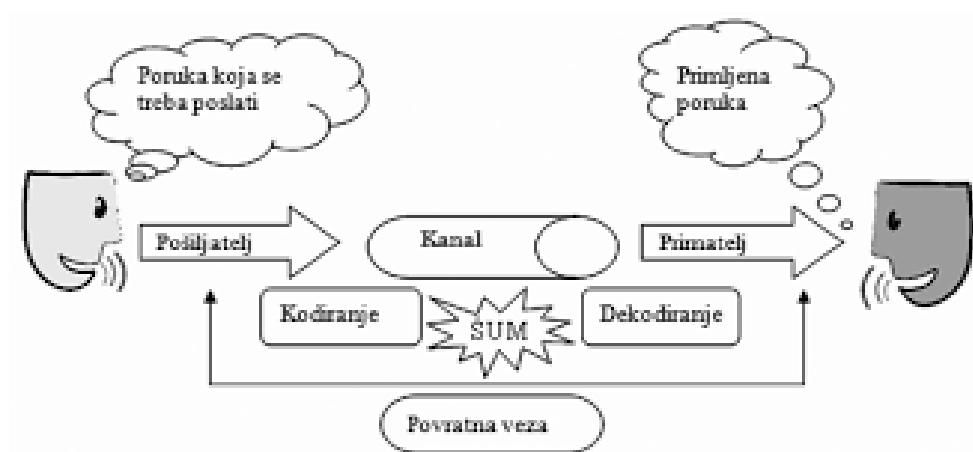 Poruka koja se
treba poslati
Primljena
poruka
Pošiljatelj
Kanal
Primatelj
Kodiranje
ŠUM
Dekodiranje
Povratna veza